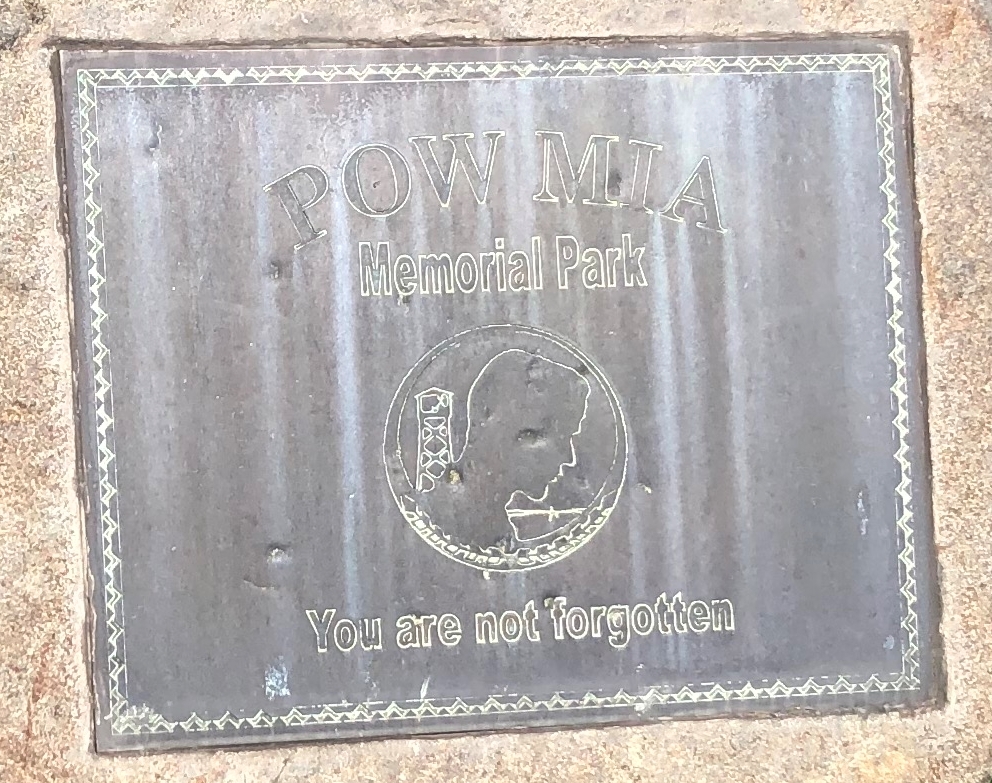 POW MIA
Memorial Park
You are not forgotten